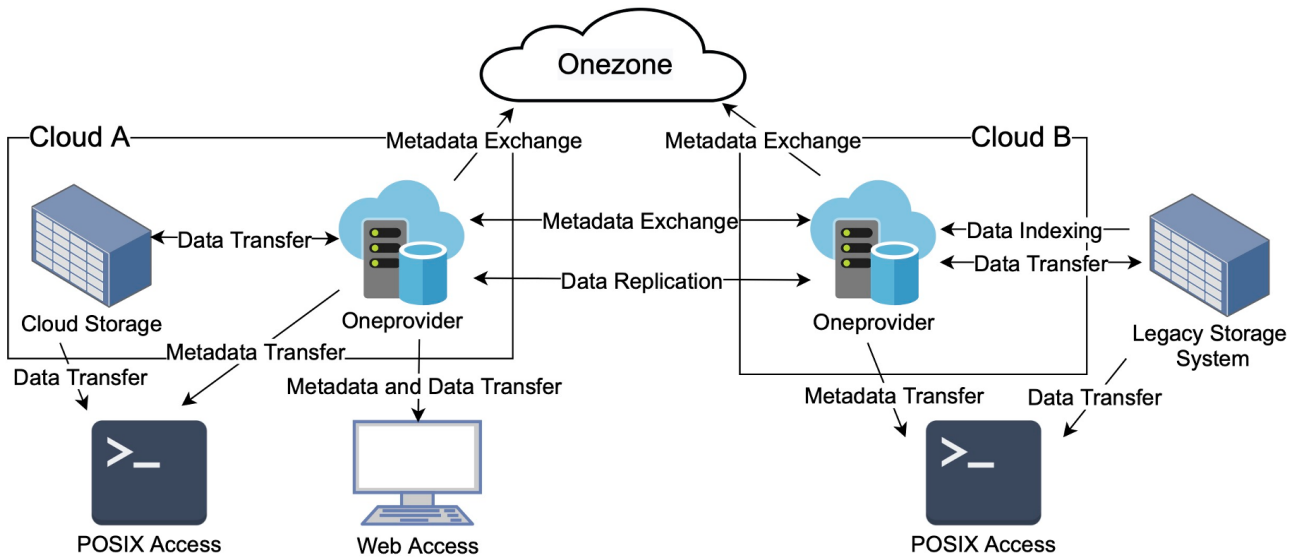 Onezone
Cloud A
Metadata Exchange
Metadata Exchange
Cloud B
Metadata Exchange
Data Transfer
Data Indexing
Data Transfer
Data Replication
Cloud Storage
Oneprovider
Oneprovider
Legacy Storage
System
Metadata Transfer
Data Transfer
Metadata and Data Transfer
Metadata Transfer
Data Transfer
>_
>_
POSIX Access
Web Access
POSIX Access